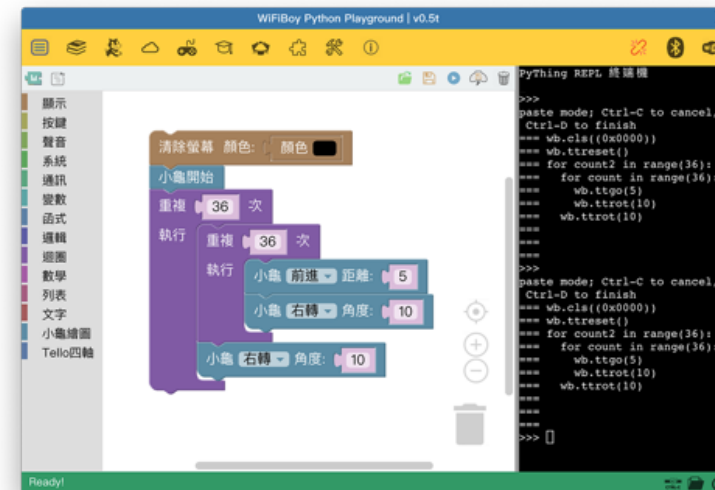 WiFiBoy Python Playground | v0.5t
顯示
按鍵
聲音
系統
通訊
變數
函式
邏輯
迴圈
數學
列表
文字
小龜繪圖
Tello四軸
清除螢幕 顏色: 顏色
小龜開始
重複 36 次
執行 重複 36 次
執行 小龜 前進 距離: 5
小龜 右轉 角度: 10
小龜 右轉 角度: 10
PyThing REPL 終端機
>>>
paste mode; Ctrl-C to cancel,
Ctrl-D to finish
=== wb.cls((0x0000))
=== wb.ttreset()
=== for count2 in range(36):
===   for count in range(36):
===     wb.ttgo(5)
===     wb.ttrot(10)
===   wb.ttrot(10)
===
===
===
>>>
paste mode; Ctrl-C to cancel,
Ctrl-D to finish
=== wb.cls((0x0000))
=== wb.ttreset()
=== for count2 in range(36):
===   for count in range(36):
===     wb.ttgo(5)
===     wb.ttrot(10)
===   wb.ttrot(10)
===
===
===
>>>
Ready!